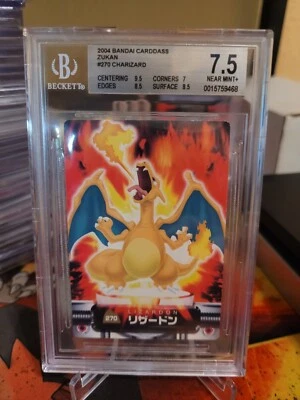 B
BECKETT®
2004 BANDAI CARDDASS
ZUKAN
#270 CHARIZARD
CENTERING 9.5 CORNERS 7
EDGES 8.5 SURFACE 8.5
7.5
NEAR MINT+
0015759468
LIZARDON
270 リザードン